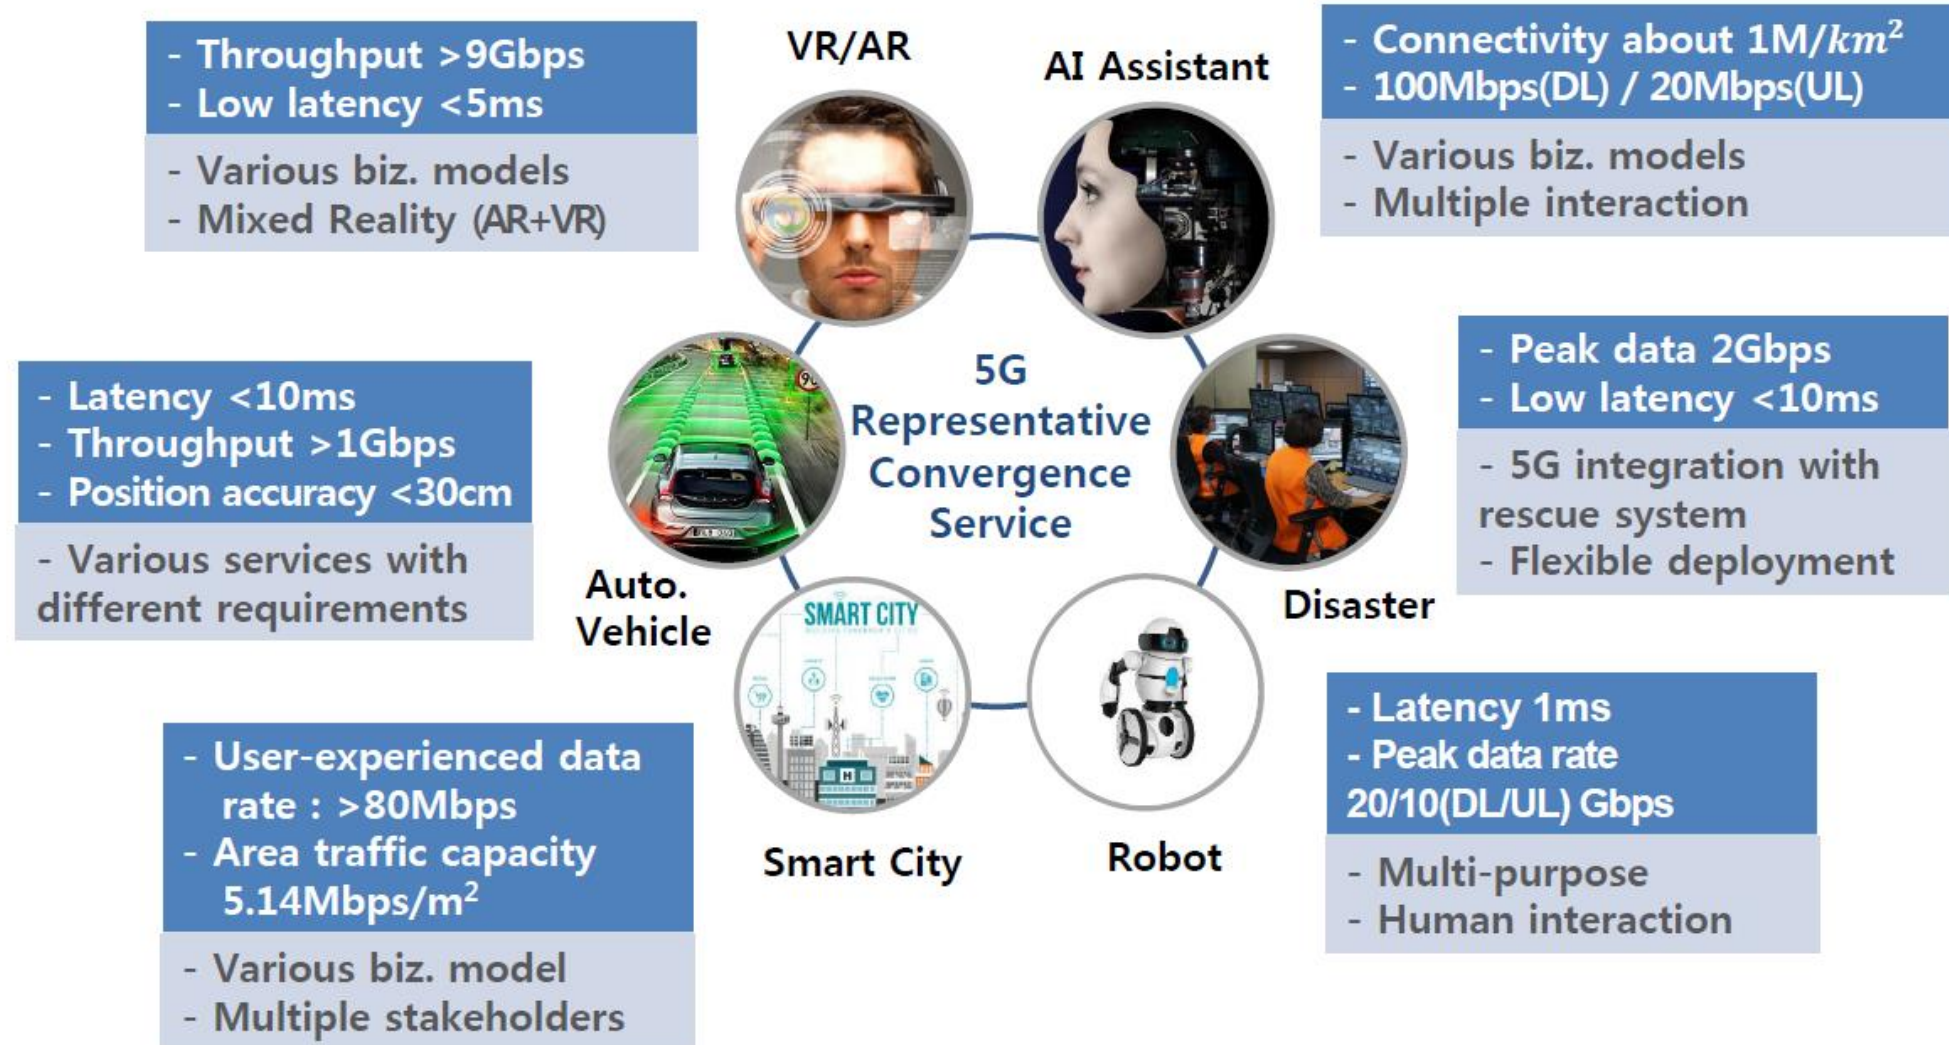 - Throughput >9Gbps
- Low latency <5ms
- Various biz. models
- Mixed Reality (AR+VR)
VR/AR
AI Assistant
- Connectivity about 1M/km²
- 100Mbps(DL) / 20Mbps(UL)
- Various biz. models
- Multiple interaction
- Latency <10ms
- Throughput >1Gbps
- Position accuracy <30cm
- Various services with
different requirements
Auto.
Vehicle
5G
Representative
Convergence
Service
- Peak data 2Gbps
- Low latency <10ms
- 5G integration with
rescue system
- Flexible deployment
Disaster
- User-experienced data
rate : >80Mbps
- Area traffic capacity
5.14Mbps/m²
- Various biz. model
- Multiple stakeholders
SMART CITY
H
Smart City
Robot
- Latency 1ms
- Peak data rate
20/10(DL/UL) Gbps
- Multi-purpose
- Human interaction